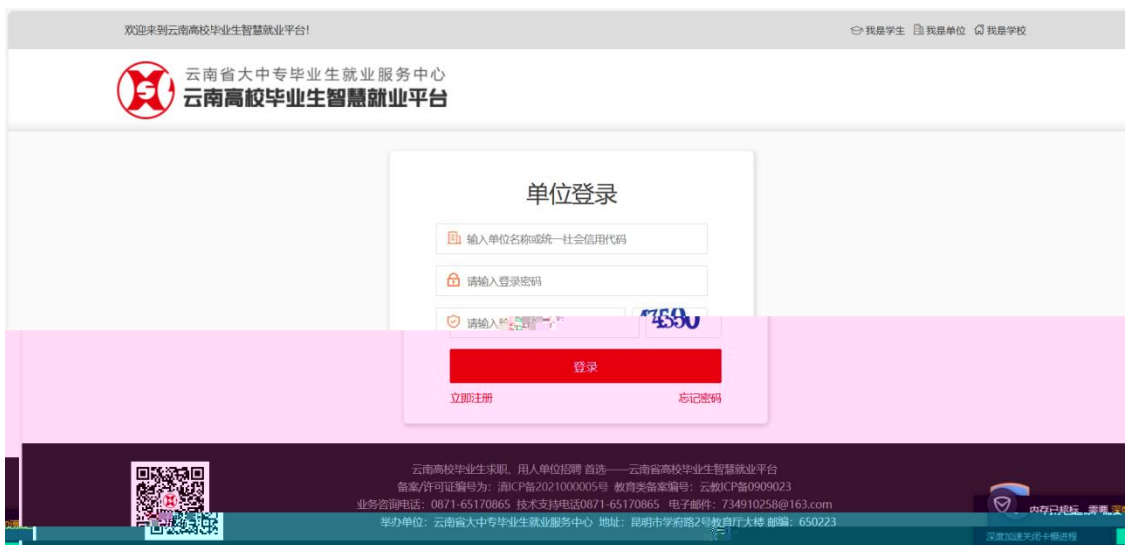 欢迎来到云南高校毕业生智慧就业平台!
我是学生 我是单位 我是学校
云南省大中专毕业生就业服务中心
云南高校毕业生智慧就业平台
单位登录
输入单位名称或统一社会信用代码
请输入登录密码
请输入
登录
立即注册 忘记密码
云南高校毕业生求职、用人单位招聘 首选——云南省高校毕业生智慧就业平台
备案/许可证编号为：滇ICP备2021000005号 教育类备案编号：云教ICP备0909023
业务咨询电话：0871-65170865 技术支持电话0871-65170865 电子邮件：734910258@163.com
举办单位：云南省大中专毕业生就业服务中心 地址：昆明市学府路2号教育厅大楼 邮编：650223
内存已超标，需要
深度加速关闭卡慢进程